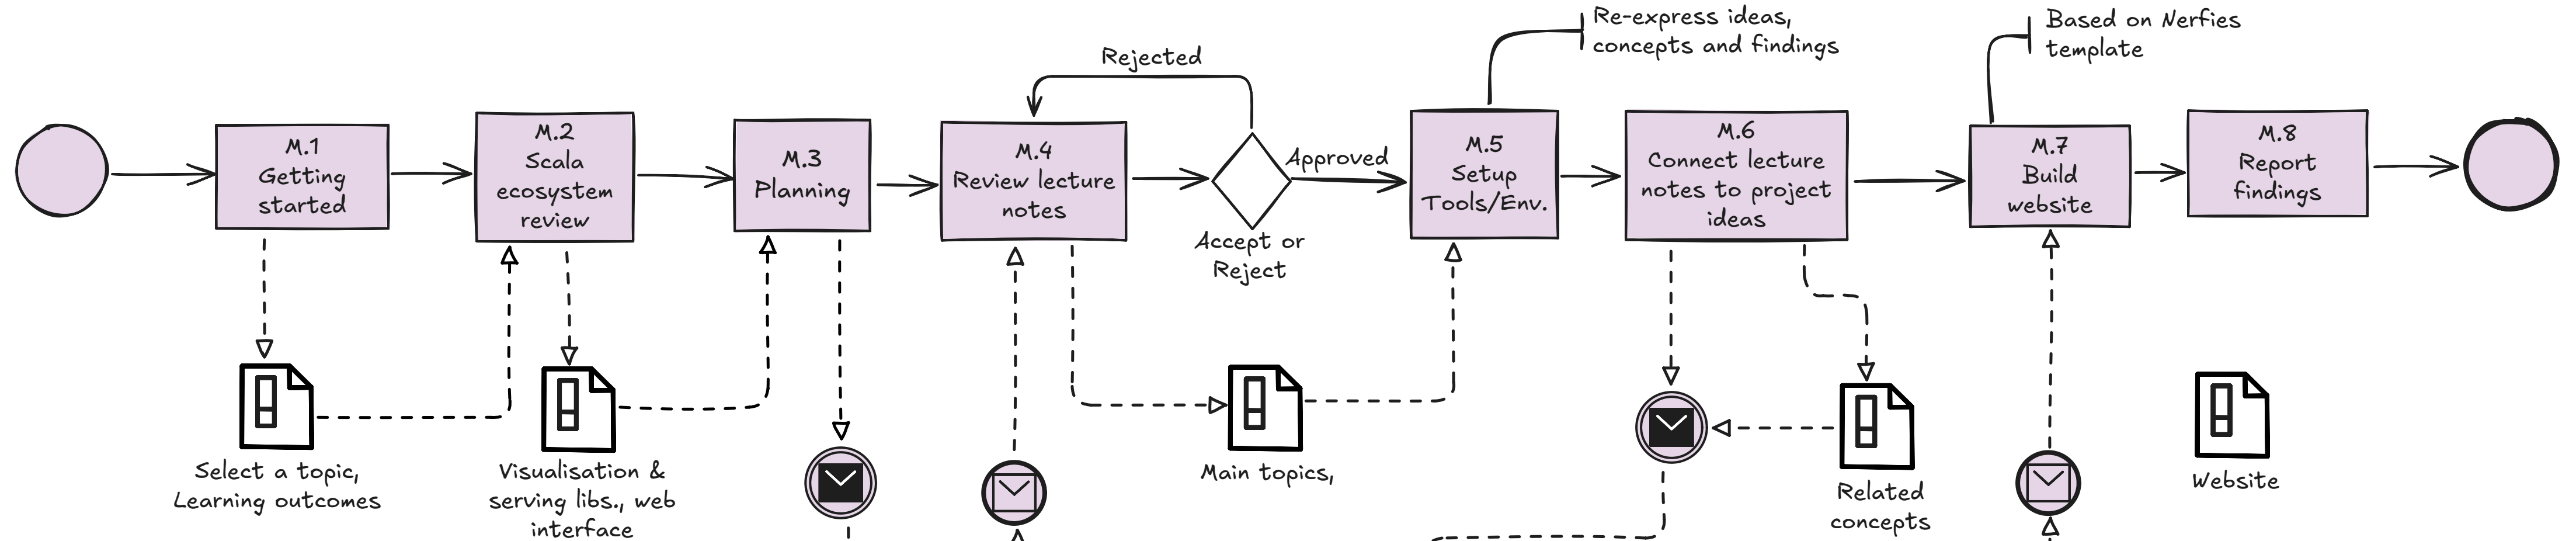 Re-express ideas,
concepts and findings
Based on Nerfies
template
Rejected
M.1
Getting
started
M.2
Scala
ecosystem
review
M.3
Planning
M.4
Review lecture
notes
Accept or
Reject
Approved
M.5
Setup
Tools/Env.
M.6
Connect lecture
notes to project
ideas
M.7
Build
website
M.8
Report
findings
Select a topic,
Learning outcomes
Visualisation &
serving libs., web
interface
Main topics,
Related
concepts
Website